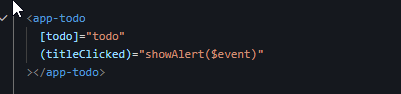 <app-todo
[todo]="todo"
(titleClicked)="showAlert($event)"
></app-todo>